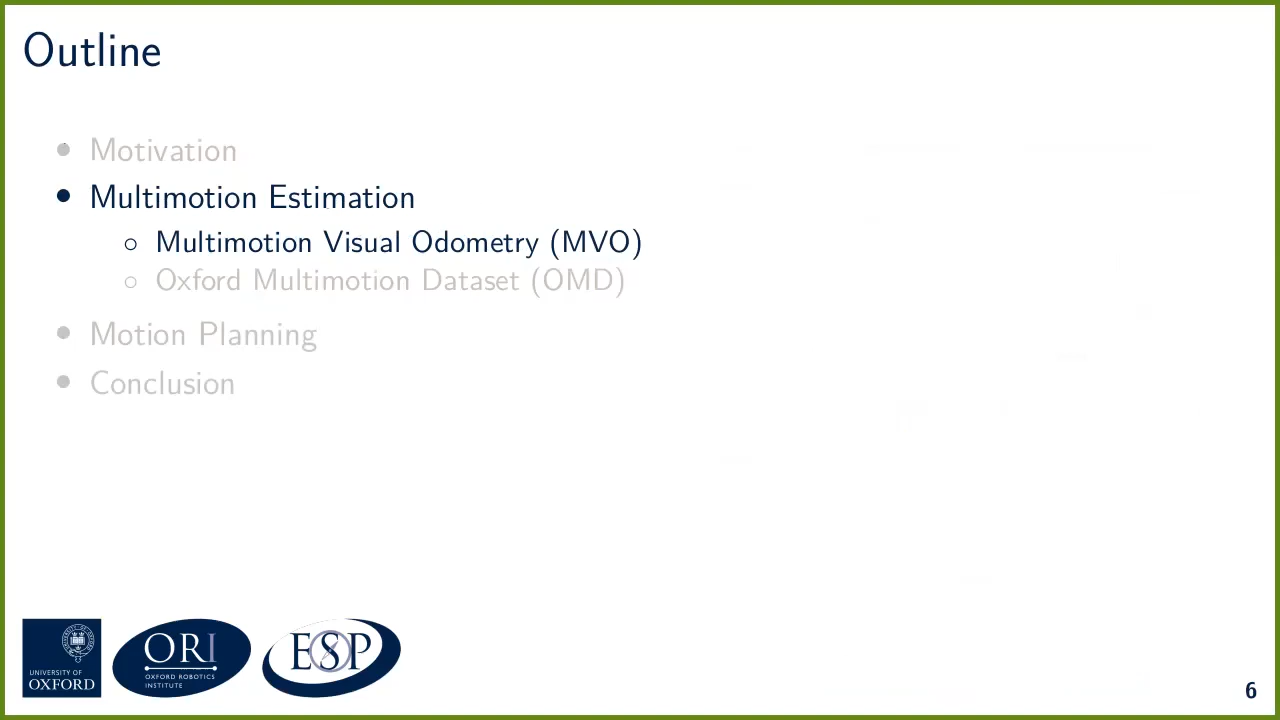 Outline
• Motivation
• Multimotion Estimation
○ Multimotion Visual Odometry (MVO)
○ Oxford Multimotion Dataset (OMD)
• Motion Planning
• Conclusion
UNIVERSITY OF
OXFORD
ORI
OXFORD ROBOTICS
INSTITUTE
ESP
6